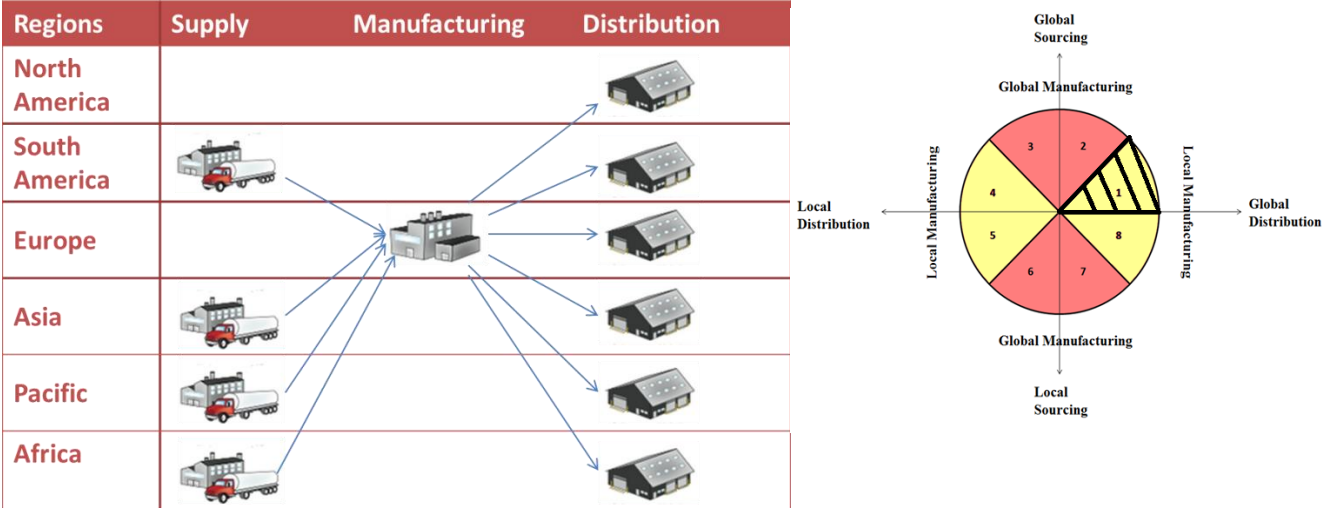 Regions Supply Manufacturing Distribution
North
America
South
America
Europe
Asia
Pacific
Africa
Global
Sourcing
Global Manufacturing
3 2
4 1
5 8
6 7
Local Manufacturing
Local Manufacturing
Local
Distribution
Global
Distribution
Global Manufacturing
Local
Sourcing